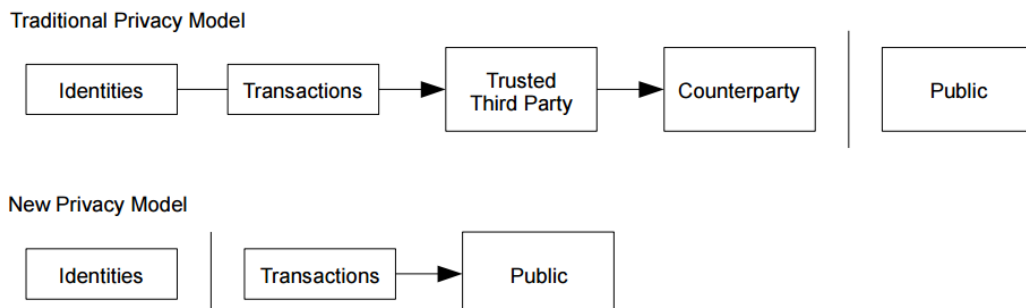 Traditional Privacy Model
Identities
Transactions
Trusted
Third Party
Counterparty
Public
New Privacy Model
Identities
Transactions
Public